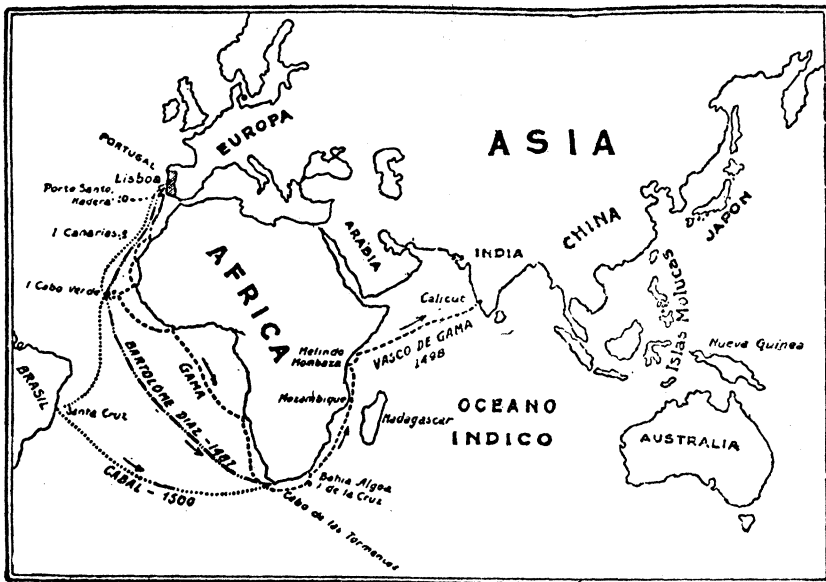 EUROPA
ASIA
PORTUGAL
Lisboa
Porto Santo,
Madera
I Canarias
I Cabo Verde
AFRICA
ARABIA
INDIA
CHINA
JAPON
Calicut
VASCO DE GAMA
1498
Islas Molucas
Nueva Guinea
Melinda
Mombaza
Mozambique
Madagascar
OCEANO
INDICO
AUSTRALIA
BRASIL
Santa Cruz
GAMA
BARTOLOME DIAZ - 1487
CABAL - 1500
Bahia Algoa
I de la Cruz
Cabo de las Tormentas